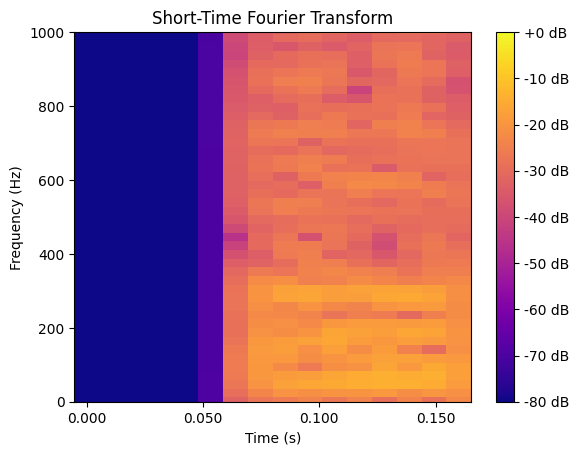 Short-Time Fourier Transform
1000
800
600
400
200
0
Frequency (Hz)
0.000
0.050
0.100
0.150
Time (s)
+0 dB
-10 dB
-20 dB
-30 dB
-40 dB
-50 dB
-60 dB
-70 dB
-80 dB